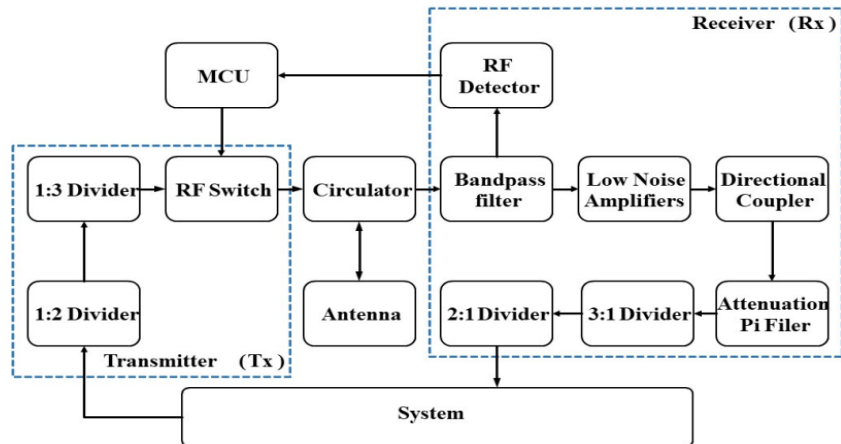 Receiver (Rx)
MCU
RF
Detector
1:3 Divider
RF Switch
Circulator
Bandpass
filter
Low Noise
Amplifiers
Directional
Coupler
1:2 Divider
Antenna
2:1 Divider
3:1 Divider
Attenuation
Pi Filer
Transmitter (Tx)
System